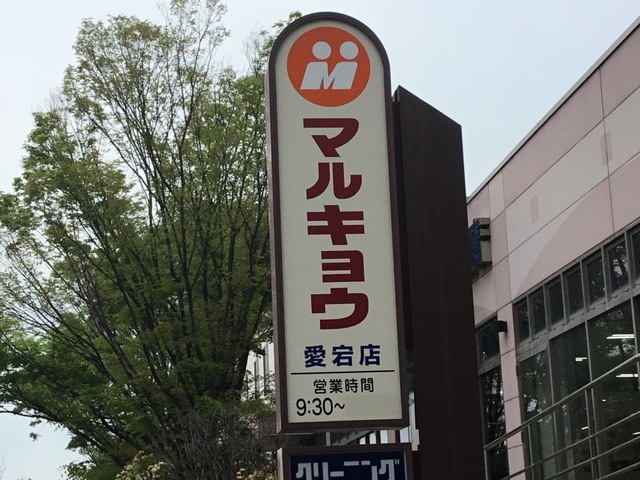 M
マルキョウ
愛宕店
営業時間
9:30~
クリーニング